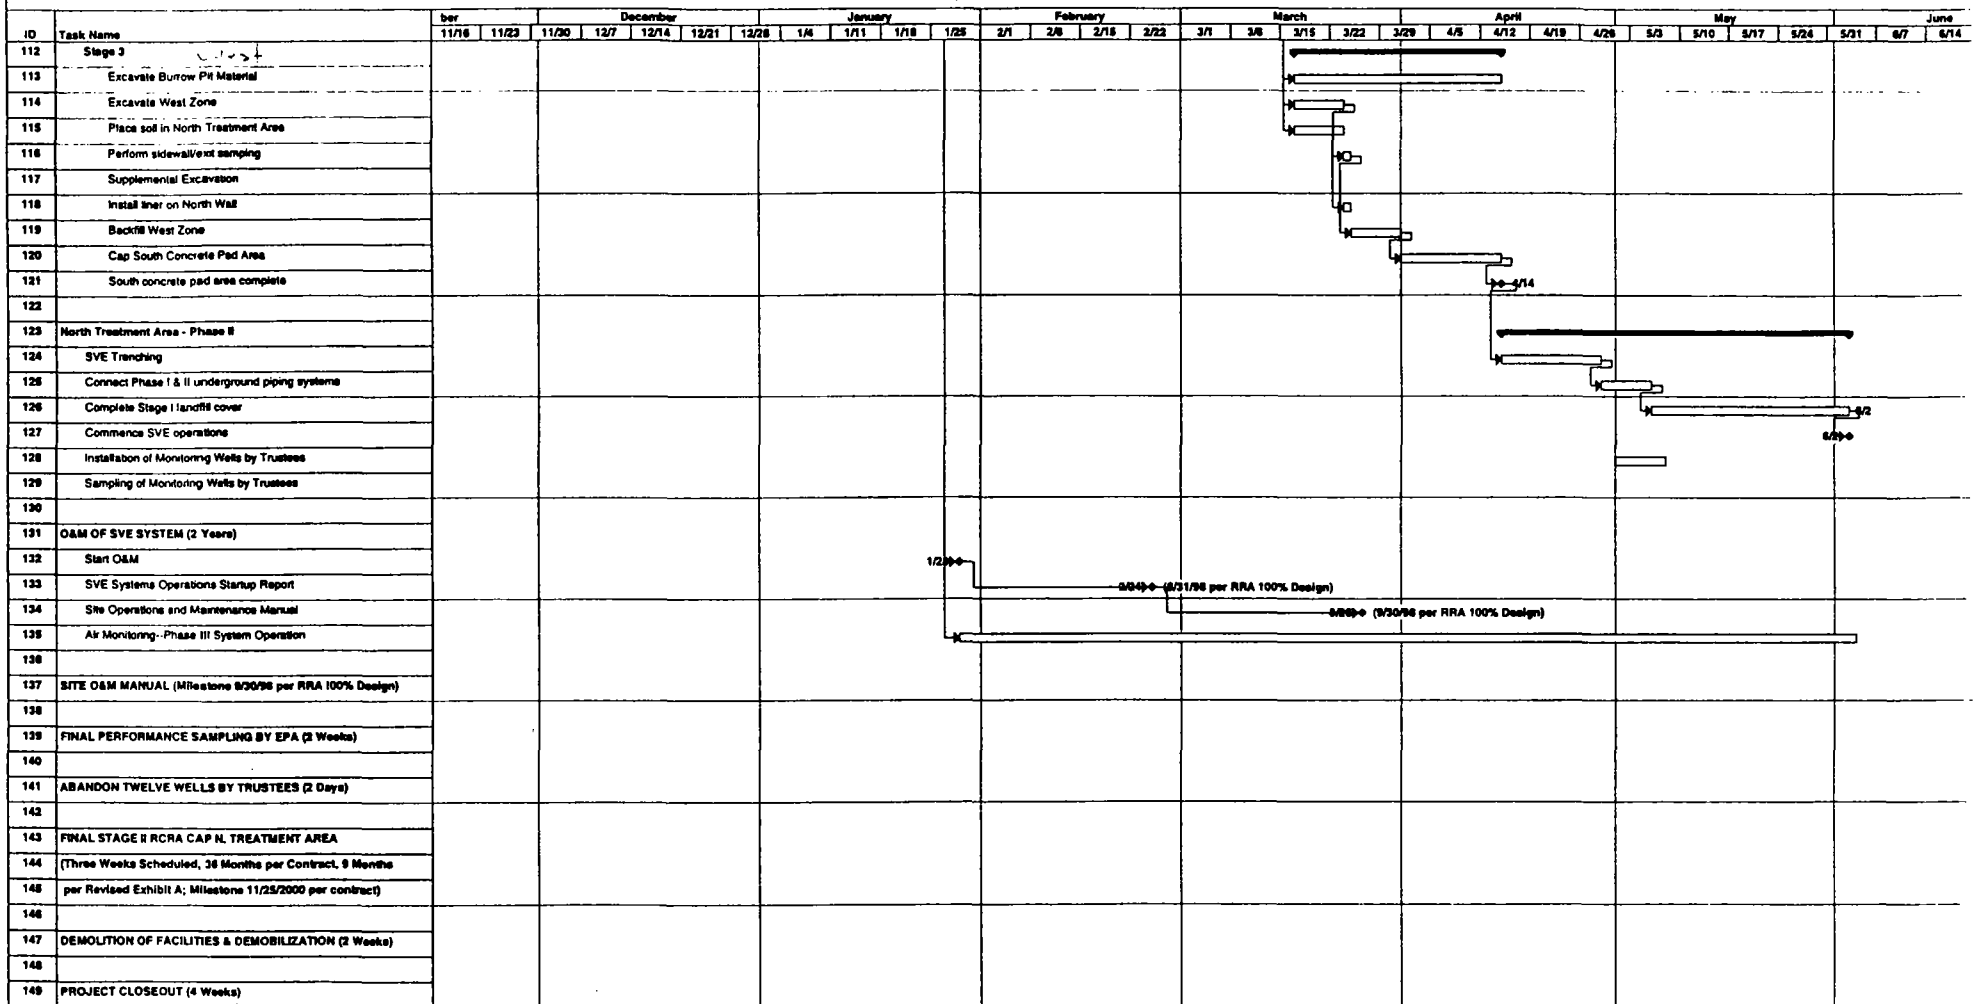 ber December January February March April May June
ID Task Name 11/16 11/23 11/30 12/7 12/14 12/21 12/28 1/4 1/11 1/18 1/25 2/1 2/8 2/15 2/22 3/1 3/8 3/15 3/22 3/29 4/5 4/12 4/19 4/26 5/3 5/10 5/17 5/24 5/31 6/7 6/14
112 Stage 3
113 Excavate Burrow Pit Material
114 Excavate West Zone
115 Place soil in North Treatment Area
116 Perform sidewall/exit sampling
117 Supplemental Excavation
118 Install liner on North Wall
119 Backfill West Zone
120 Cap South Concrete Pad Area
121 South concrete pad area complete 4/14
122
123 North Treatment Area - Phase II
124 SVE Trenching
125 Connect Phase I & II underground piping systems
126 Complete Stage I landfill cover 6/2
127 Commence SVE operations 6/2
128 Installation of Monitoring Wells by Trustees
129 Sampling of Monitoring Wells by Trustees
130
131 O&M OF SVE SYSTEM (2 Years)
132 Start O&M
133 SVE Systems Operations Startup Report 2/24 (8/31/98 per RRA 100% Design)
134 Site Operations and Maintenance Manual (9/30/98 per RRA 100% Design)
135 Air Monitoring--Phase III System Operation
136
137 SITE O&M MANUAL (Milestone 9/30/98 per RRA 100% Design)
138
139 FINAL PERFORMANCE SAMPLING BY EPA (2 Weeks)
140
141 ABANDON TWELVE WELLS BY TRUSTEES (2 Days)
142
143 FINAL STAGE II RCRA CAP N. TREATMENT AREA
144 (Three Weeks Scheduled, 36 Months per Contract, 9 Months
145 per Revised Exhibit A; Milestone 11/25/2000 per contract)
146
147 DEMOLITION OF FACILITIES & DEMOBILIZATION (2 Weeks)
148
149 PROJECT CLOSEOUT (4 Weeks)